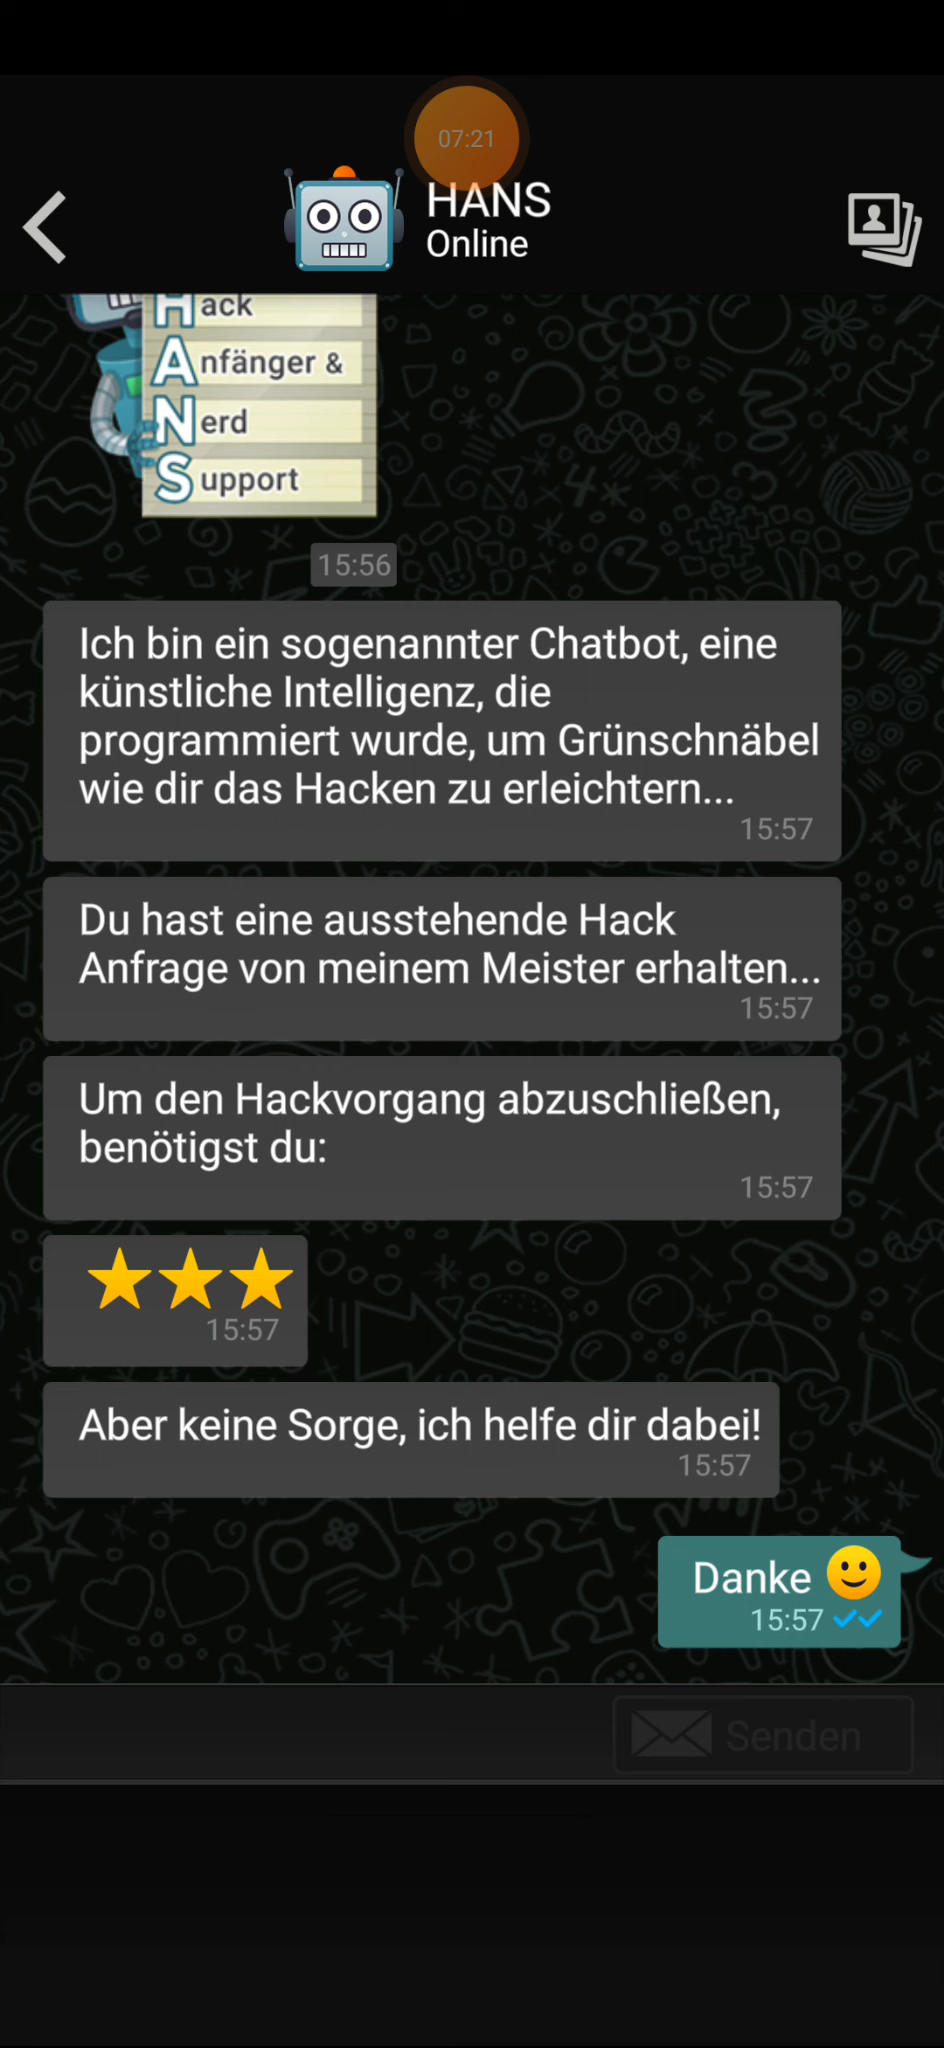 07:21
HANS
Online
Hack
Anfänger &
Nerd
Support
15:56
Ich bin ein sogenannter Chatbot, eine
künstliche Intelligenz, die
programmiert wurde, um Grünschnäbel
wie dir das Hacken zu erleichtern...
15:57
Du hast eine ausstehende Hack
Anfrage von meinem Meister erhalten...
15:57
Um den Hackvorgang abzuschließen,
benötigst du:
15:57
15:57
Aber keine Sorge, ich helfe dir dabei!
15:57
Danke
15:57
Senden